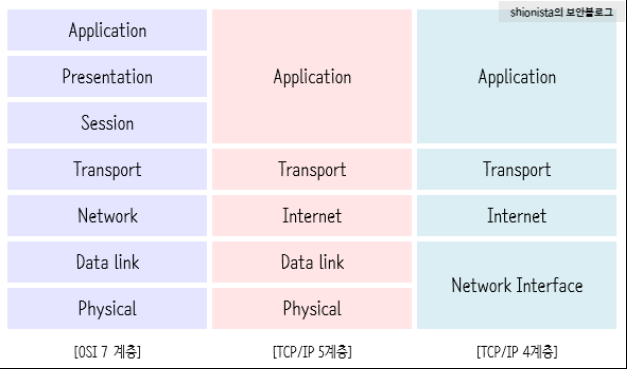 shionista의 보안블로그
Application
Presentation
Session
Transport
Network
Data link
Physical
[OSI 7 계층]
Application
Transport
Internet
Data link
Physical
[TCP/IP 5계층]
Application
Transport
Internet
Network Interface
[TCP/IP 4계층]